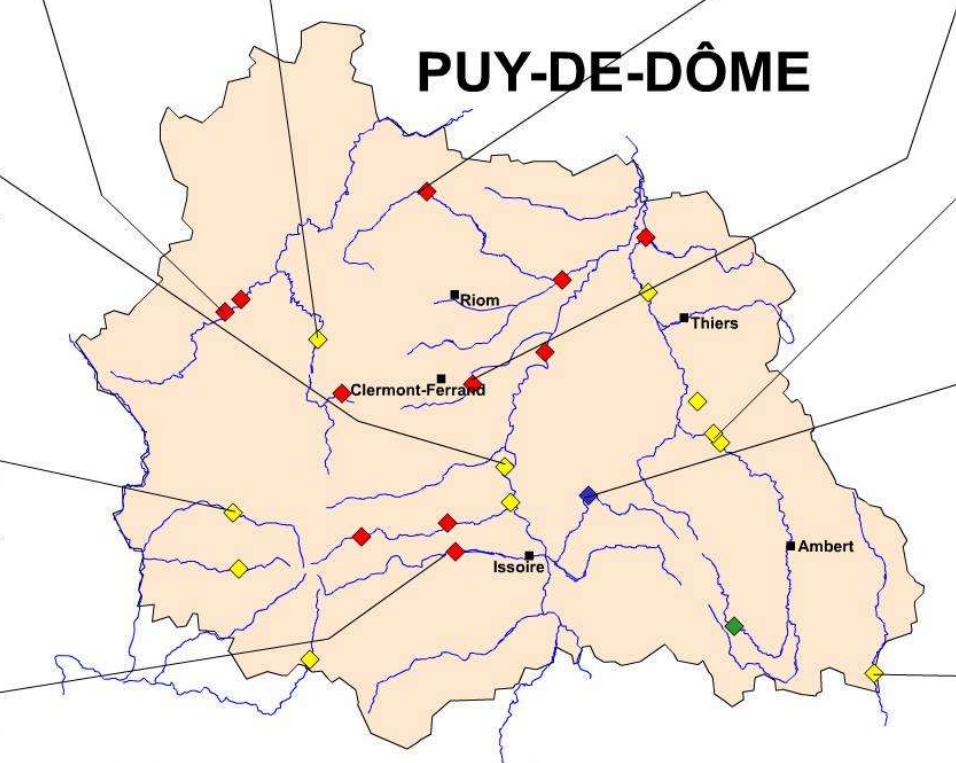 PUY-DE-DÔME
Riom
Thiers
Clermont-Ferrand
Ambert
Issoire